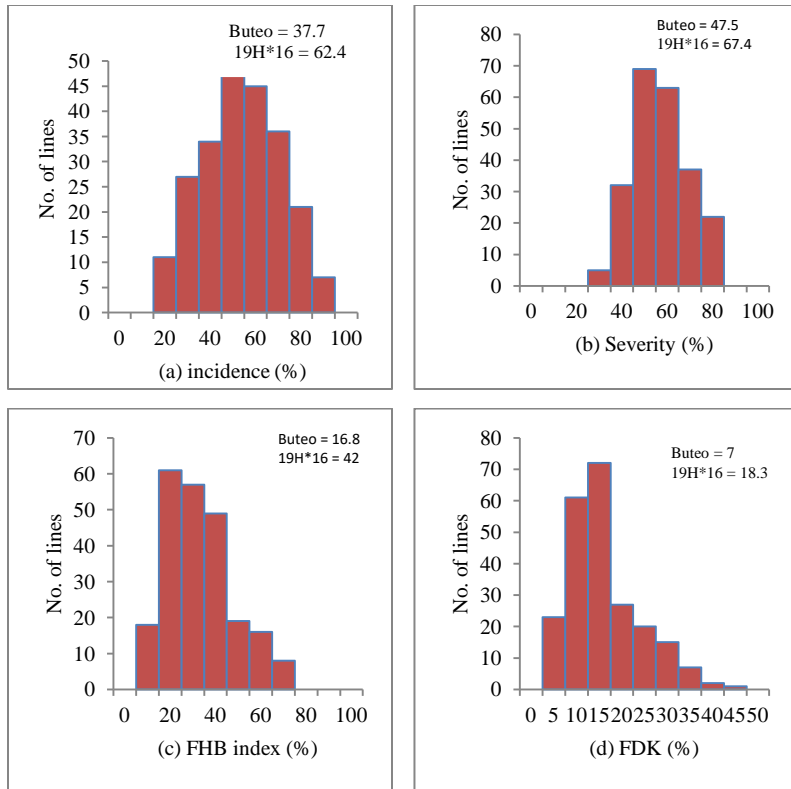 Buteo = 37.7
19H*16 = 62.4
50
45
40
35
30
25
20
15
10
5
0
No. of lines
0 20 40 60 80 100
(a) incidence (%)
Buteo = 47.5
19H*16 = 67.4
80
70
60
50
40
30
20
10
0
No. of lines
0 20 40 60 80 100
(b) Severity (%)
Buteo = 16.8
19H*16 = 42
70
60
50
40
30
20
10
0
No. of lines
0 20 40 60 80 100
(c) FHB index (%)
Buteo = 7
19H*16 = 18.3
80
70
60
50
40
30
20
10
0
No. of lines
0 5 101520253035404550
(d) FDK (%)